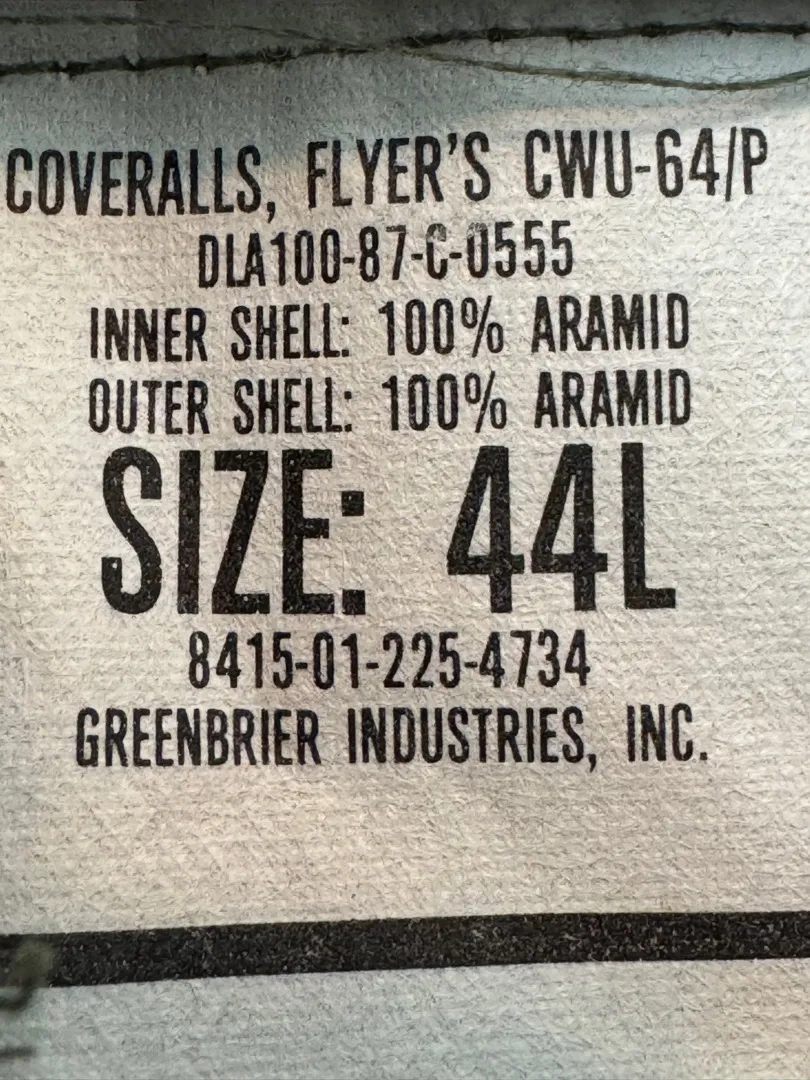 COVERALLS, FLYER'S CWU-64/P
DLA100-87-C-0555
INNER SHELL: 100% ARAMID
OUTER SHELL: 100% ARAMID
SIZE: 44L
8415-01-225-4734
GREENBRIER INDUSTRIES, INC.